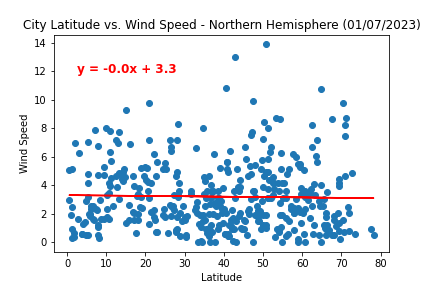 City Latitude vs. Wind Speed - Northern Hemisphere (01/07/2023)
14
12
10
8
6
4
2
0
y = -0.0x + 3.3
Wind Speed
0 10 20 30 40 50 60 70 80
Latitude